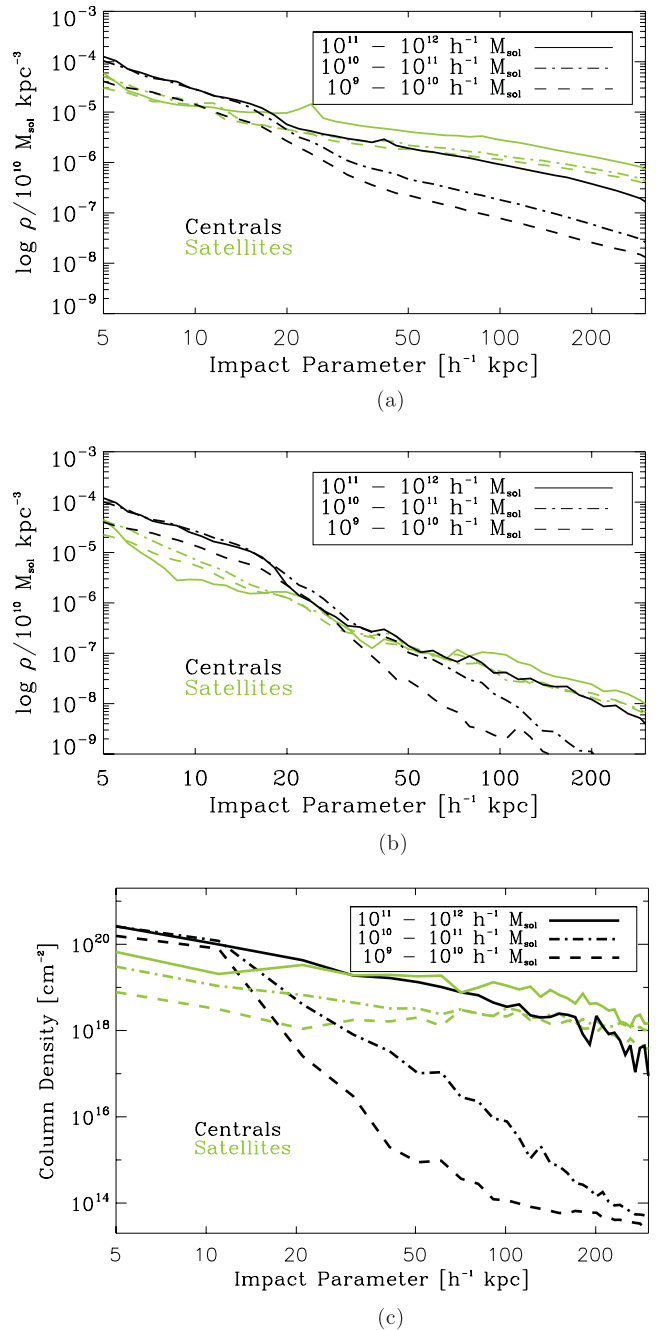 10⁻³
10⁻⁴
10⁻⁵
10⁻⁶
10⁻⁷
10⁻⁸
10⁻⁹
log ρ/10¹⁰ M_sol kpc⁻³
10¹¹ − 10¹² h⁻¹ M_sol
10¹⁰ − 10¹¹ h⁻¹ M_sol
10⁹ − 10¹⁰ h⁻¹ M_sol
Centrals
Satellites
5 10 20 50 100 200
Impact Parameter [h⁻¹ kpc]
(a)
10⁻³
10⁻⁴
10⁻⁵
10⁻⁶
10⁻⁷
10⁻⁸
10⁻⁹
log ρ/10¹⁰ M_sol kpc⁻³
10¹¹ − 10¹² h⁻¹ M_sol
10¹⁰ − 10¹¹ h⁻¹ M_sol
10⁹ − 10¹⁰ h⁻¹ M_sol
Centrals
Satellites
5 10 20 50 100 200
Impact Parameter [h⁻¹ kpc]
(b)
10²⁰
10¹⁸
10¹⁶
10¹⁴
Column Density [cm⁻²]
10¹¹ − 10¹² h⁻¹ M_sol
10¹⁰ − 10¹¹ h⁻¹ M_sol
10⁹ − 10¹⁰ h⁻¹ M_sol
Centrals
Satellites
5 10 20 50 100 200
Impact Parameter [h⁻¹ kpc]
(c)